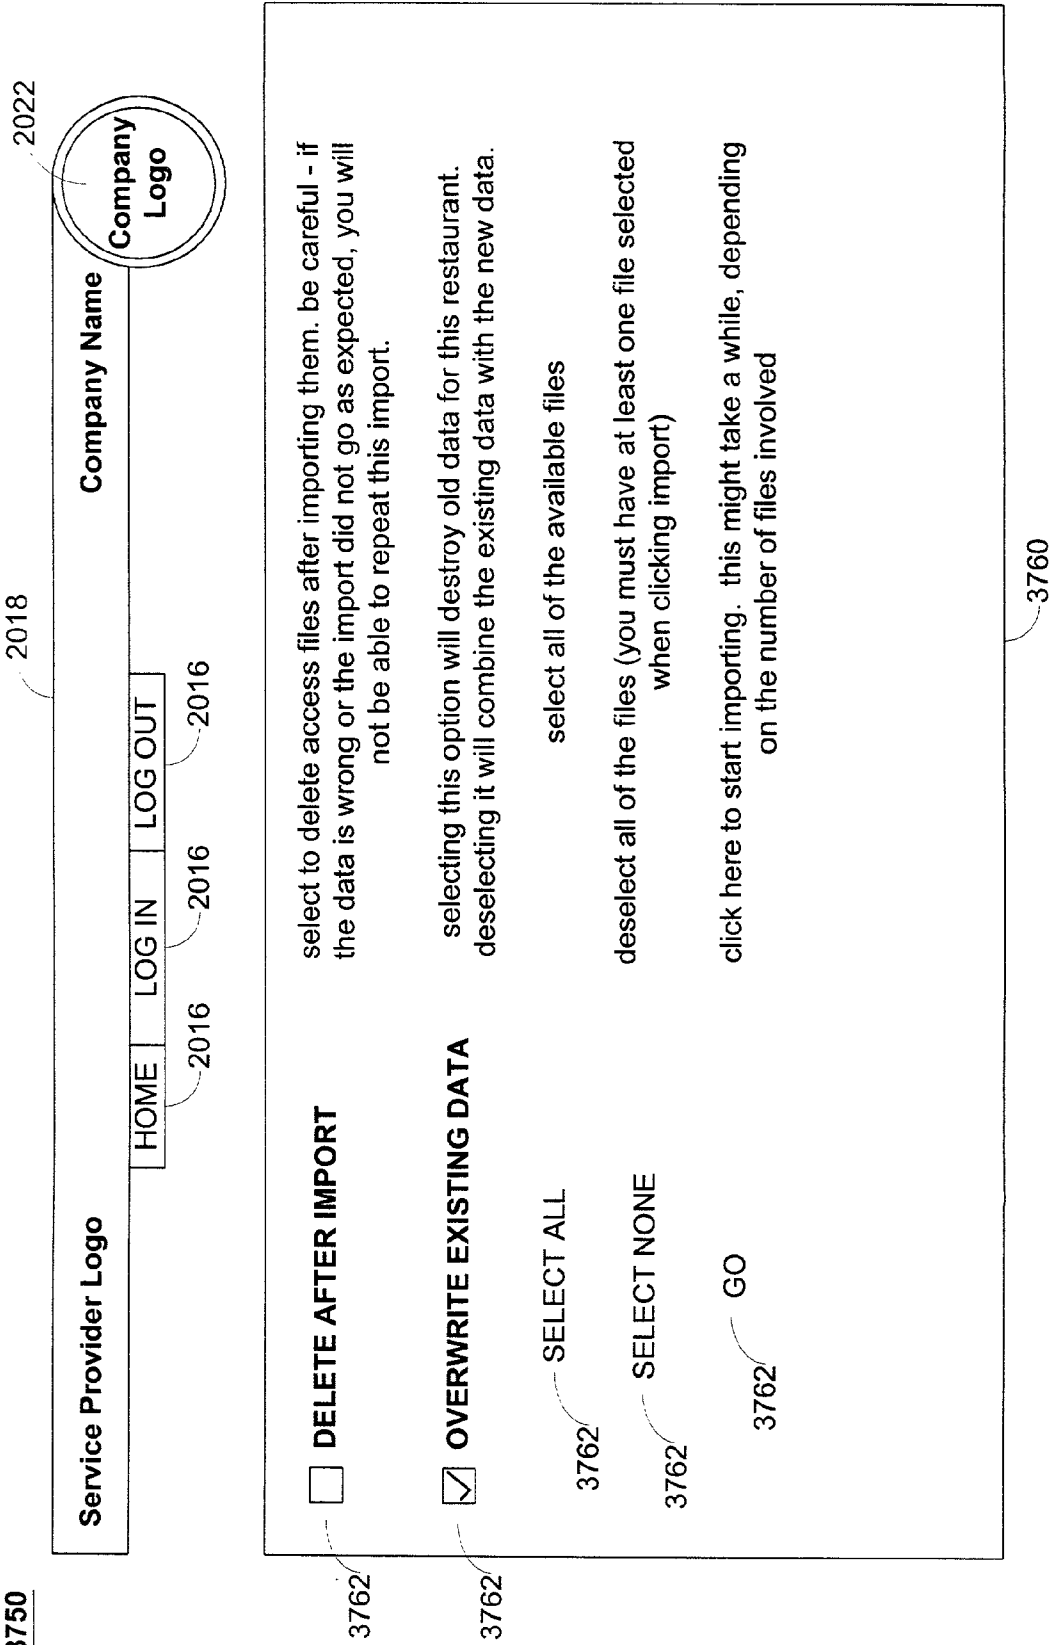 3750
2018
2022
Service Provider Logo
Company Name
Company
Logo
HOME
LOG IN
LOG OUT
2016
2016
2016
DELETE AFTER IMPORT
select to delete access files after importing them. be careful - if
the data is wrong or the import did not go as expected, you will
not be able to repeat this import.
3762
OVERWRITE EXISTING DATA
selecting this option will destroy old data for this restaurant.
deselecting it will combine the existing data with the new data.
3762
SELECT ALL
select all of the available files
3762
SELECT NONE
deselect all of the files (you must have at least one file selected
when clicking import)
3762
GO
click here to start importing. this might take a while, depending
on the number of files involved
3762
3760